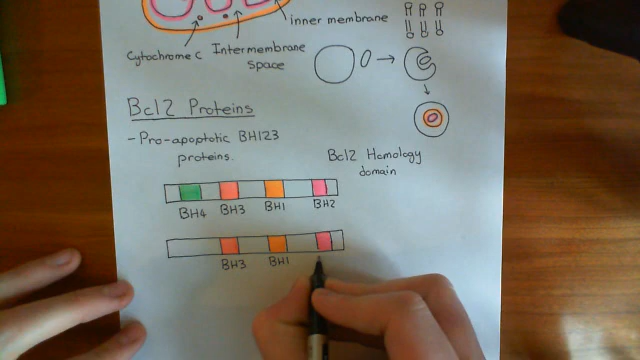 inner membrane
Cytochrome C
Intermembrane
Space
Bcl2 Proteins
- Pro-apoptotic BH123
proteins.
Bcl2 Homology
domain
BH4 BH3 BH1 BH2
BH3 BH1